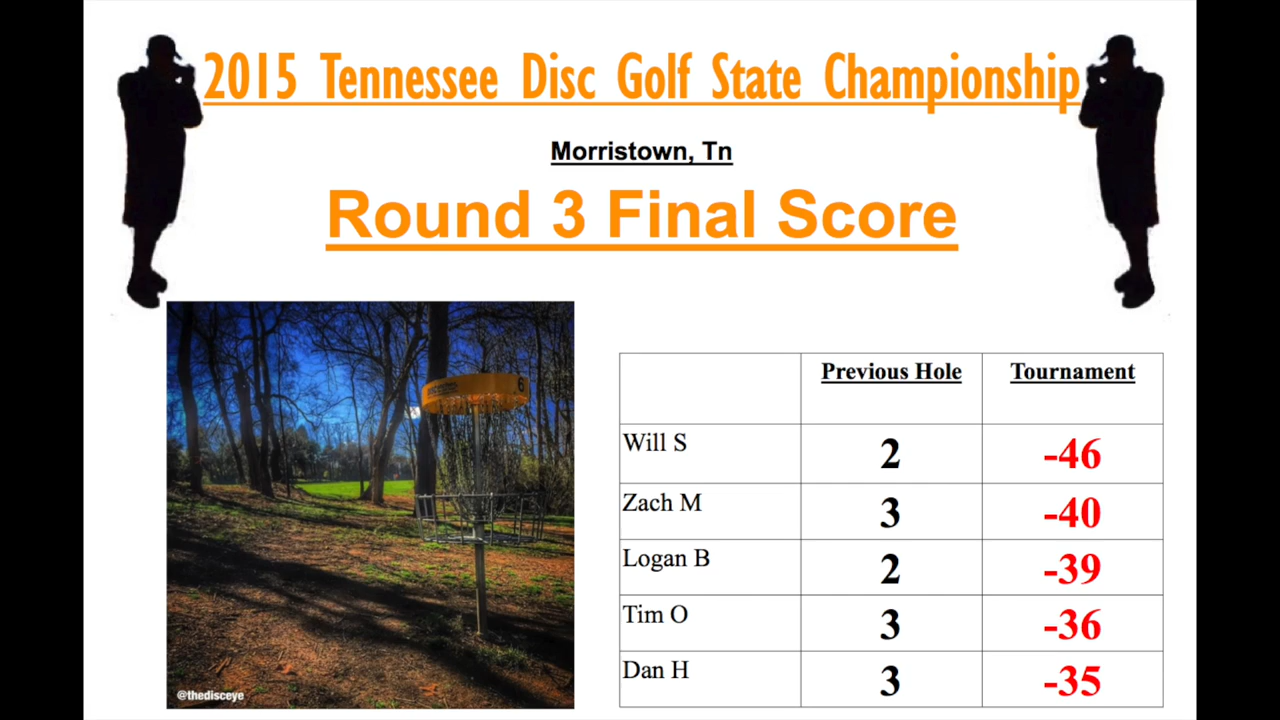 2015 Tennessee Disc Golf State Championship
Morristown, Tn
Round 3 Final Score
6
@thedisceye
Previous Hole Tournament
Will S 2 -46
Zach M 3 -40
Logan B 2 -39
Tim O 3 -36
Dan H 3 -35